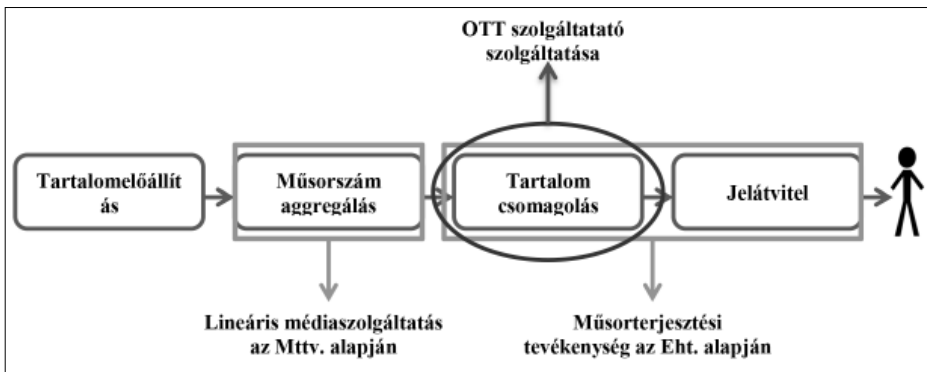 OTT szolgáltatató
szolgáltatása
Tartalomelőállít
ás
Műsorszám
aggregálás
Tartalom
csomagolás
Jelátvitel
Lineáris médiaszolgáltatás
az Mttv. alapján
Műsorterjesztési
tevékenység az Eht. alapján